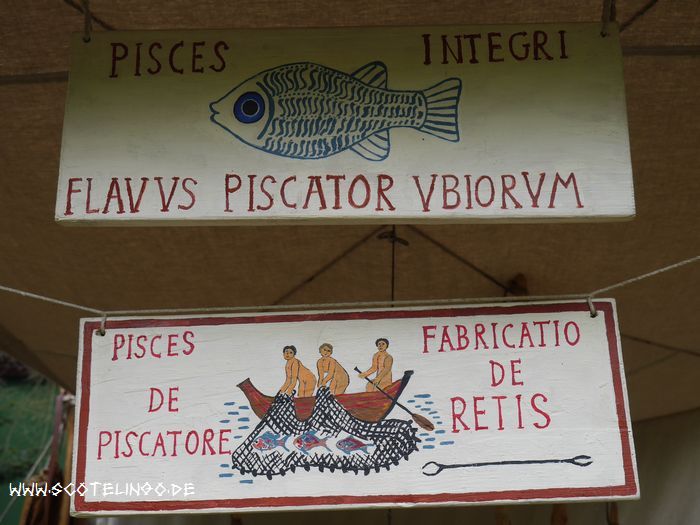 PISCES INTEGRI
FLAVVS PISCATOR VBIORVM
PISCES
DE
PISCATORE
FABRICATIO
DE
RETIS
WWW.SCOTELINGO.DE